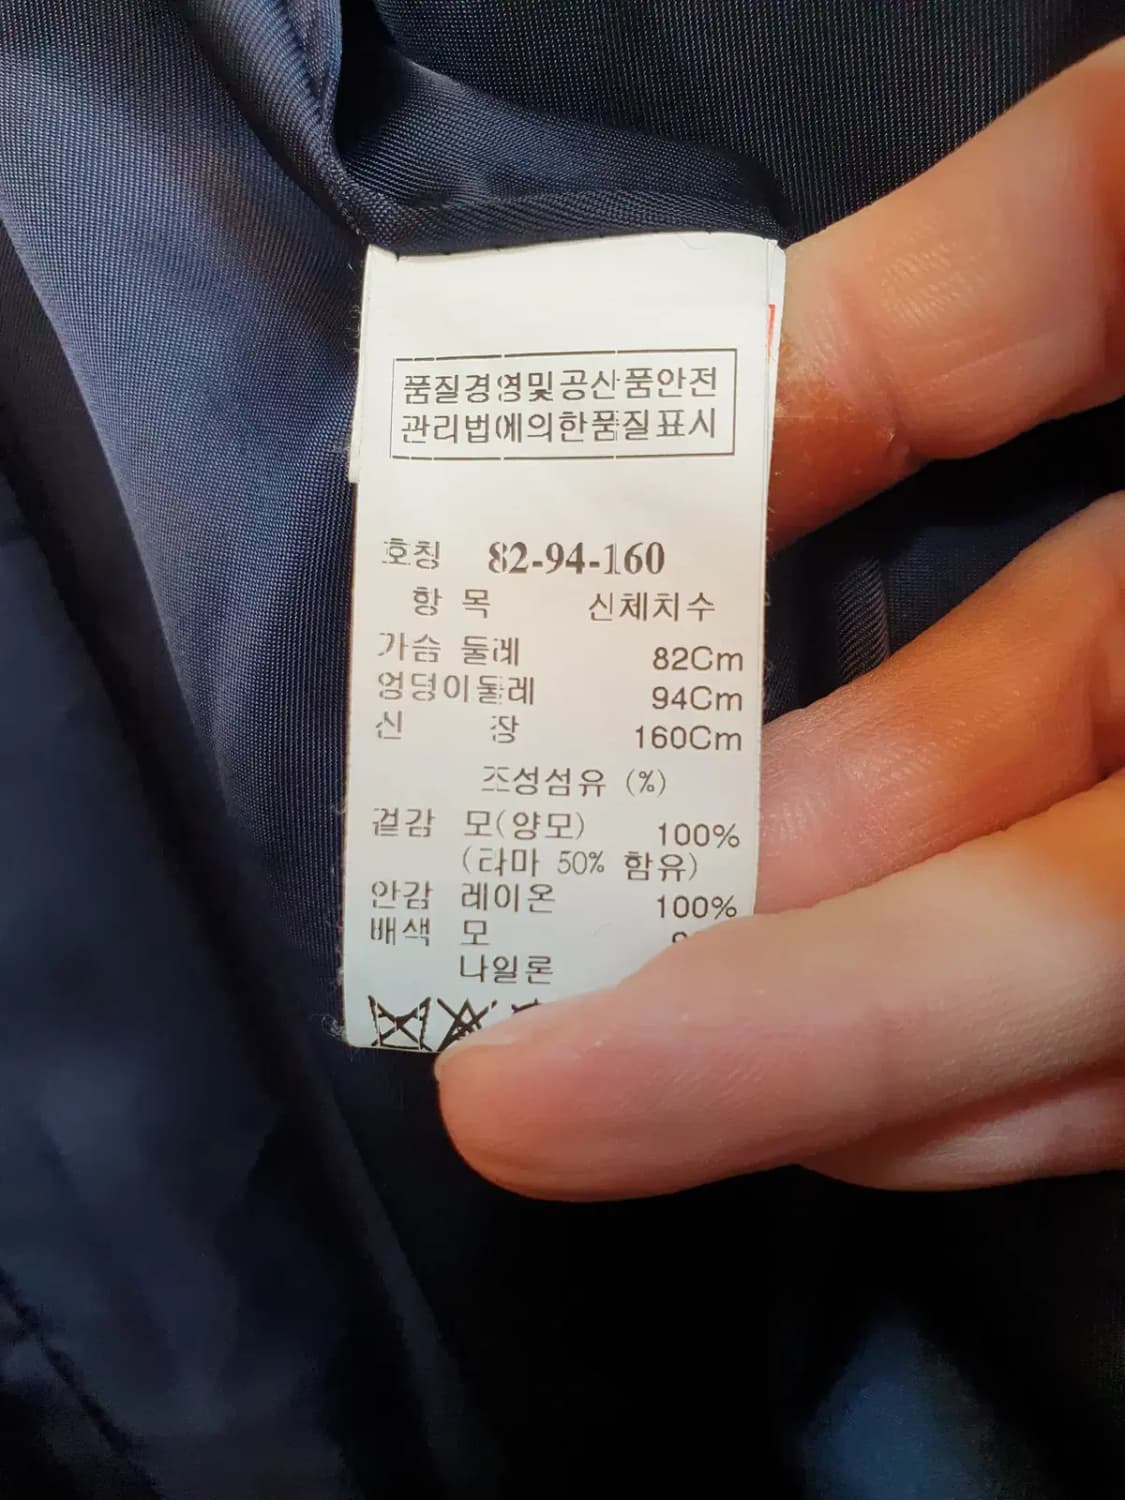 품질경영및공산품안전
관리법에의한품질표시
호칭 82-94-160
항 목 신체치수
가슴 둘레 82Cm
엉덩이둘레 94Cm
신 장 160Cm
조성섬유 (%)
겉감 모(양모) 100%
(라마 50% 함유)
안감 레이온 100%
배색 모
나일론